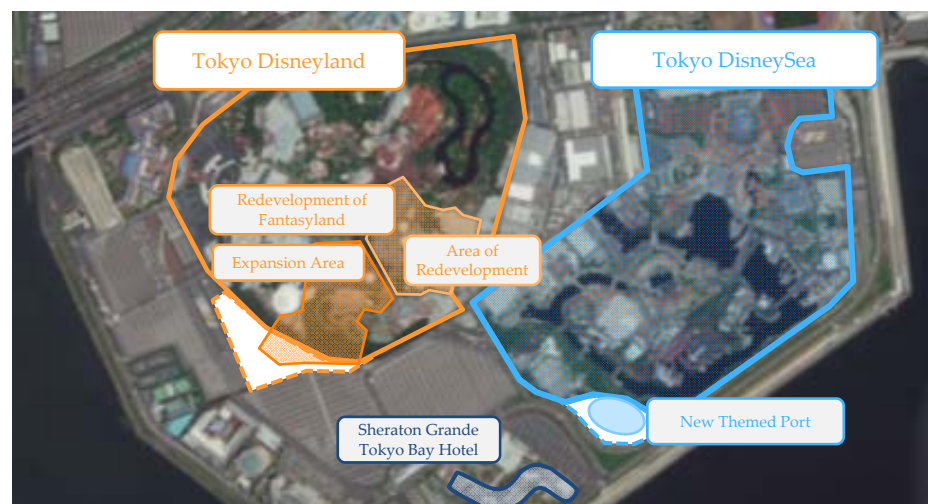 Tokyo Disneyland
Tokyo DisneySea
Redevelopment of
Fantasyland
Expansion Area
Area of
Redevelopment
New Themed Port
Sheraton Grande
Tokyo Bay Hotel